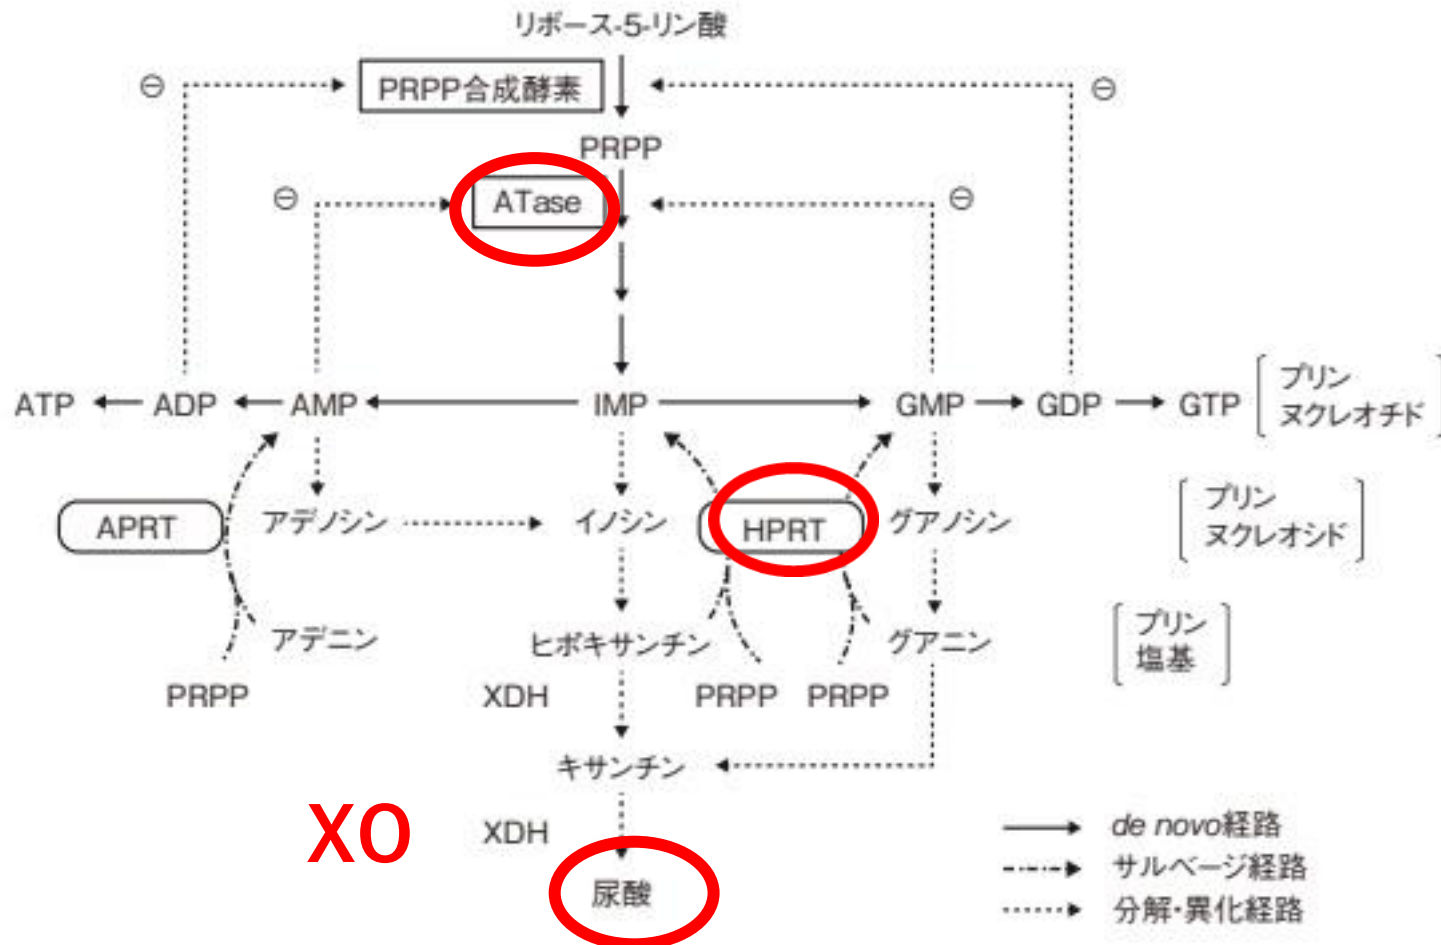 リボース-5-リン酸
⊖
PRPP合成酵素
⊖
PRPP
⊖
ATase
⊖
ATP
ADP
AMP
IMP
GMP
GDP
GTP
プリン
ヌクレオチド
APRT
アデノシン
イノシン
HPRT
グアノシン
プリン
ヌクレオシド
アデニン
ヒポキサンチン
グアニン
プリン
塩基
PRPP
XDH
PRPP
PRPP
キサンチン
XO
XDH
尿酸
de novo経路
サルベージ経路
分解・異化経路